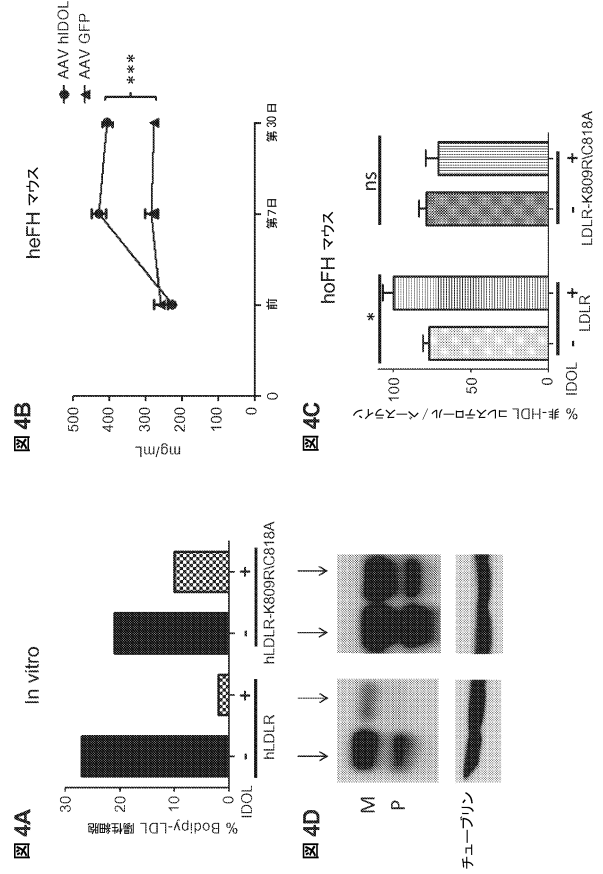 図 4A
In vitro
% Bodipy-LDL 陽性細胞
30
20
10
0
IDOL
- + - +
hLDLR
hLDLR-K809R\C818A
図 4B
heFH マウス
AAV hIDOL
AAV GFP
***
mg/mL
500
400
300
200
100
0
0
前
第7日
第30日
図 4D
M
P
チューブリン
図 4C
hoFH マウス
% 非-HDL コレステロール / ベースライン
100
50
0
*
ns
IDOL
- + - +
LDLR
LDLR-K809R\C818A